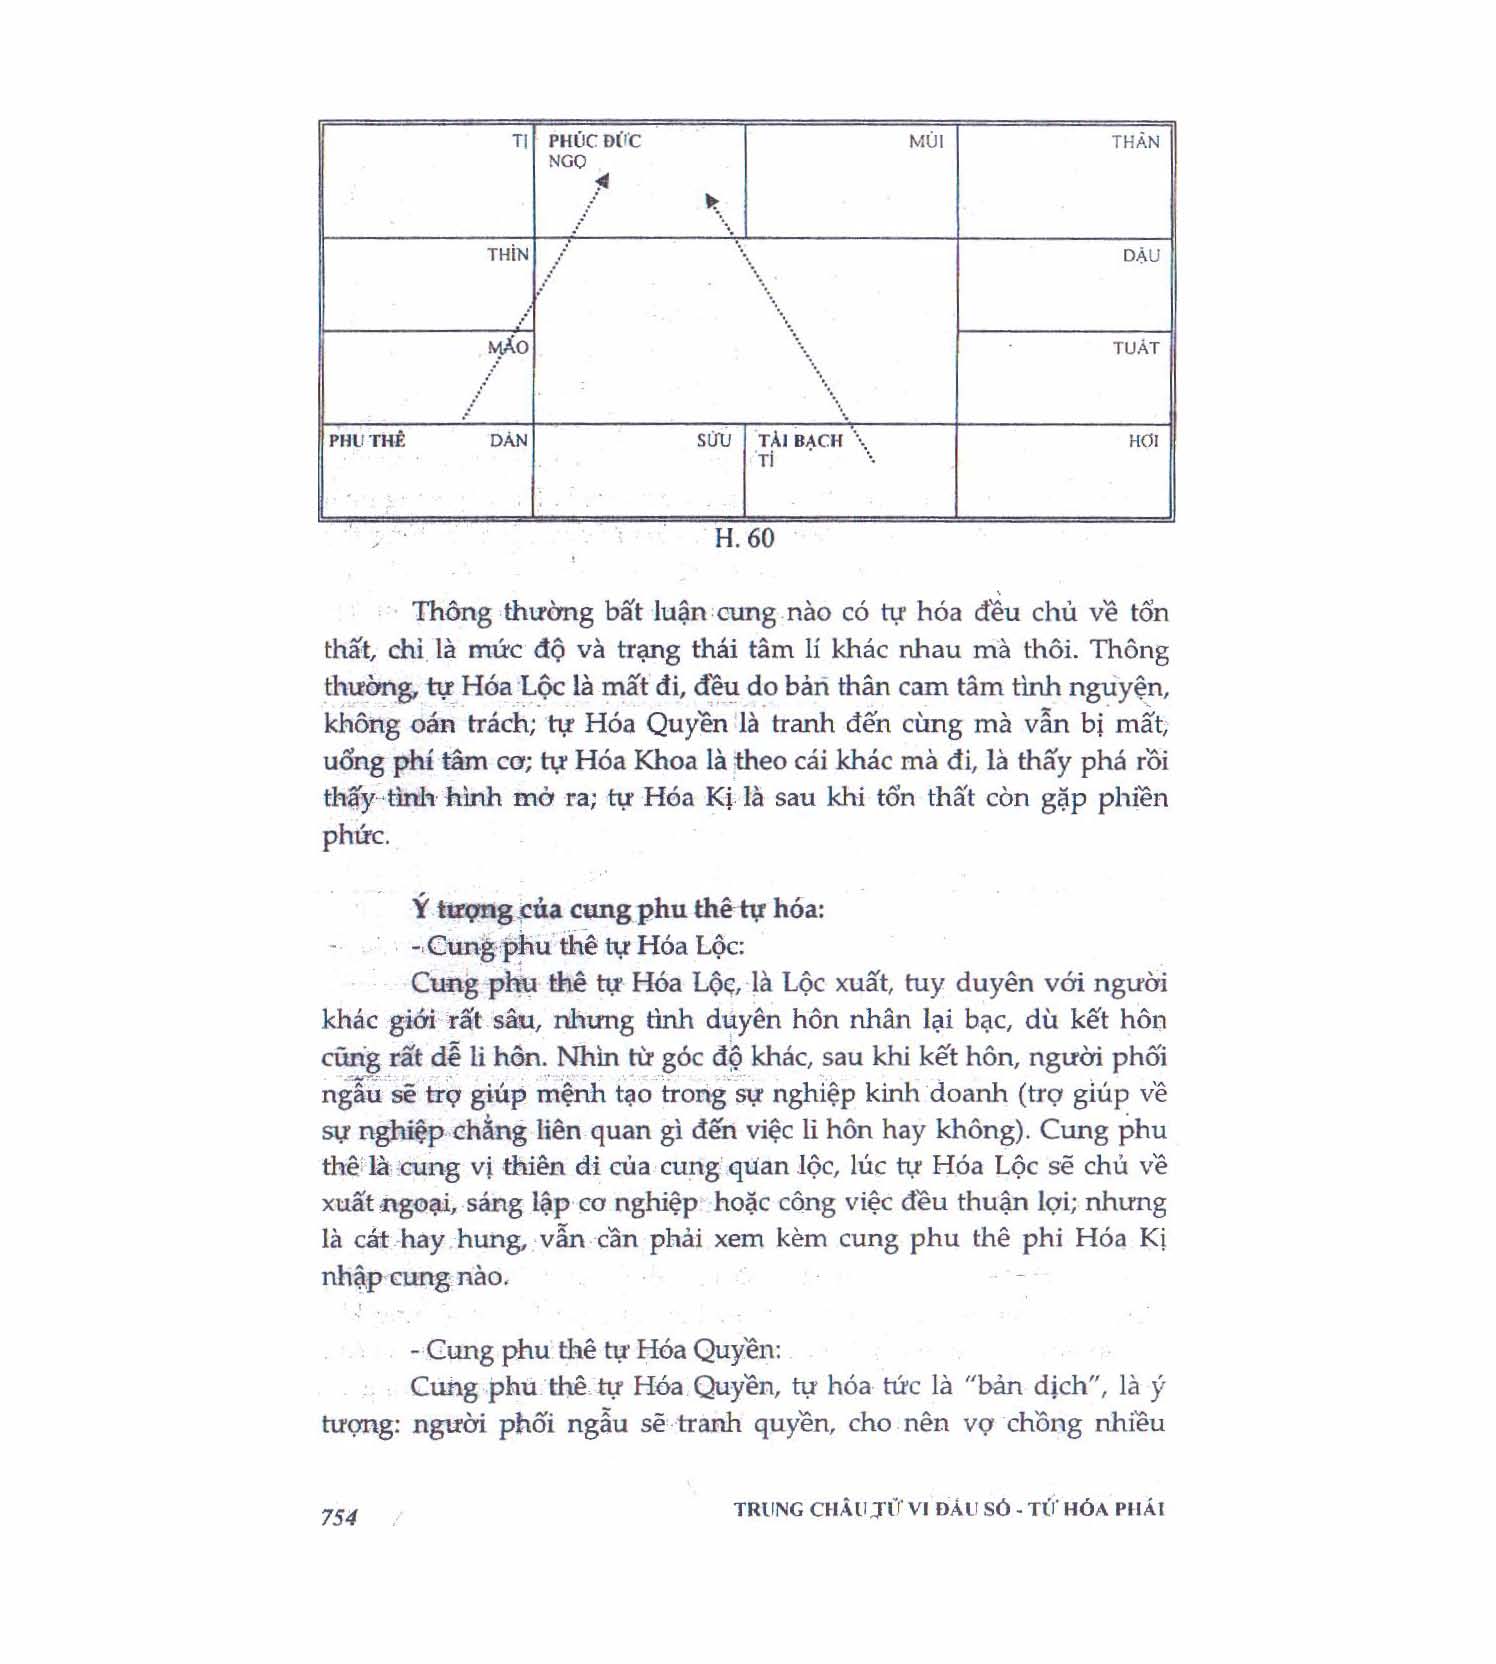 TỊ
PHÚC ĐỨC
NGỌ
MÙI
THÂN
THÌN
DẬU
MÃO
TUẤT
PHU THÊ
DẦN
SỬU
TÀI BẠCH
TÍ
HỢI
H. 60
Thông thường bất luận cung nào có tự hóa đều chủ về tổn
thất, chỉ là mức độ và trạng thái tâm lí khác nhau mà thôi. Thông
thường, tự Hóa Lộc là mất đi, đều do bản thân cam tâm tình nguyện,
không oán trách; tự Hóa Quyền là tranh đến cùng mà vẫn bị mất,
uổng phí tâm cơ; tự Hóa Khoa là theo cái khác mà đi, là thấy phá rồi
thấy tình hình mở ra; tự Hóa Kị là sau khi tổn thất còn gặp phiền
phức.
Ý tượng của cung phu thê tự hóa:
- Cung phu thê tự Hóa Lộc:
Cung phu thê tự Hóa Lộc, là Lộc xuất, tuy duyên với người
khác giới rất sâu, nhưng tình duyên hôn nhân lại bạc, dù kết hôn
cũng rất dễ li hôn. Nhìn từ góc độ khác, sau khi kết hôn, người phối
ngẫu sẽ trợ giúp mệnh tạo trong sự nghiệp kinh doanh (trợ giúp về
sự nghiệp chẳng liên quan gì đến việc li hôn hay không). Cung phu
thê là cung vị thiên di của cung quan lộc, lúc tự Hóa Lộc sẽ chủ về
xuất ngoại, sáng lập cơ nghiệp hoặc công việc đều thuận lợi; nhưng
là cát hay hung, vẫn cần phải xem kèm cung phu thê phi Hóa Kị
nhập cung nào.
- Cung phu thê tự Hóa Quyền:
Cung phu thê tự Hóa Quyền, tự hóa tức là "bản dịch", là ý
tượng: người phối ngẫu sẽ tranh quyền, cho nên vợ chồng nhiều
754
TRUNG CHÂU TỬ VI ĐẨU SỐ - TỨ HÓA PHÁI